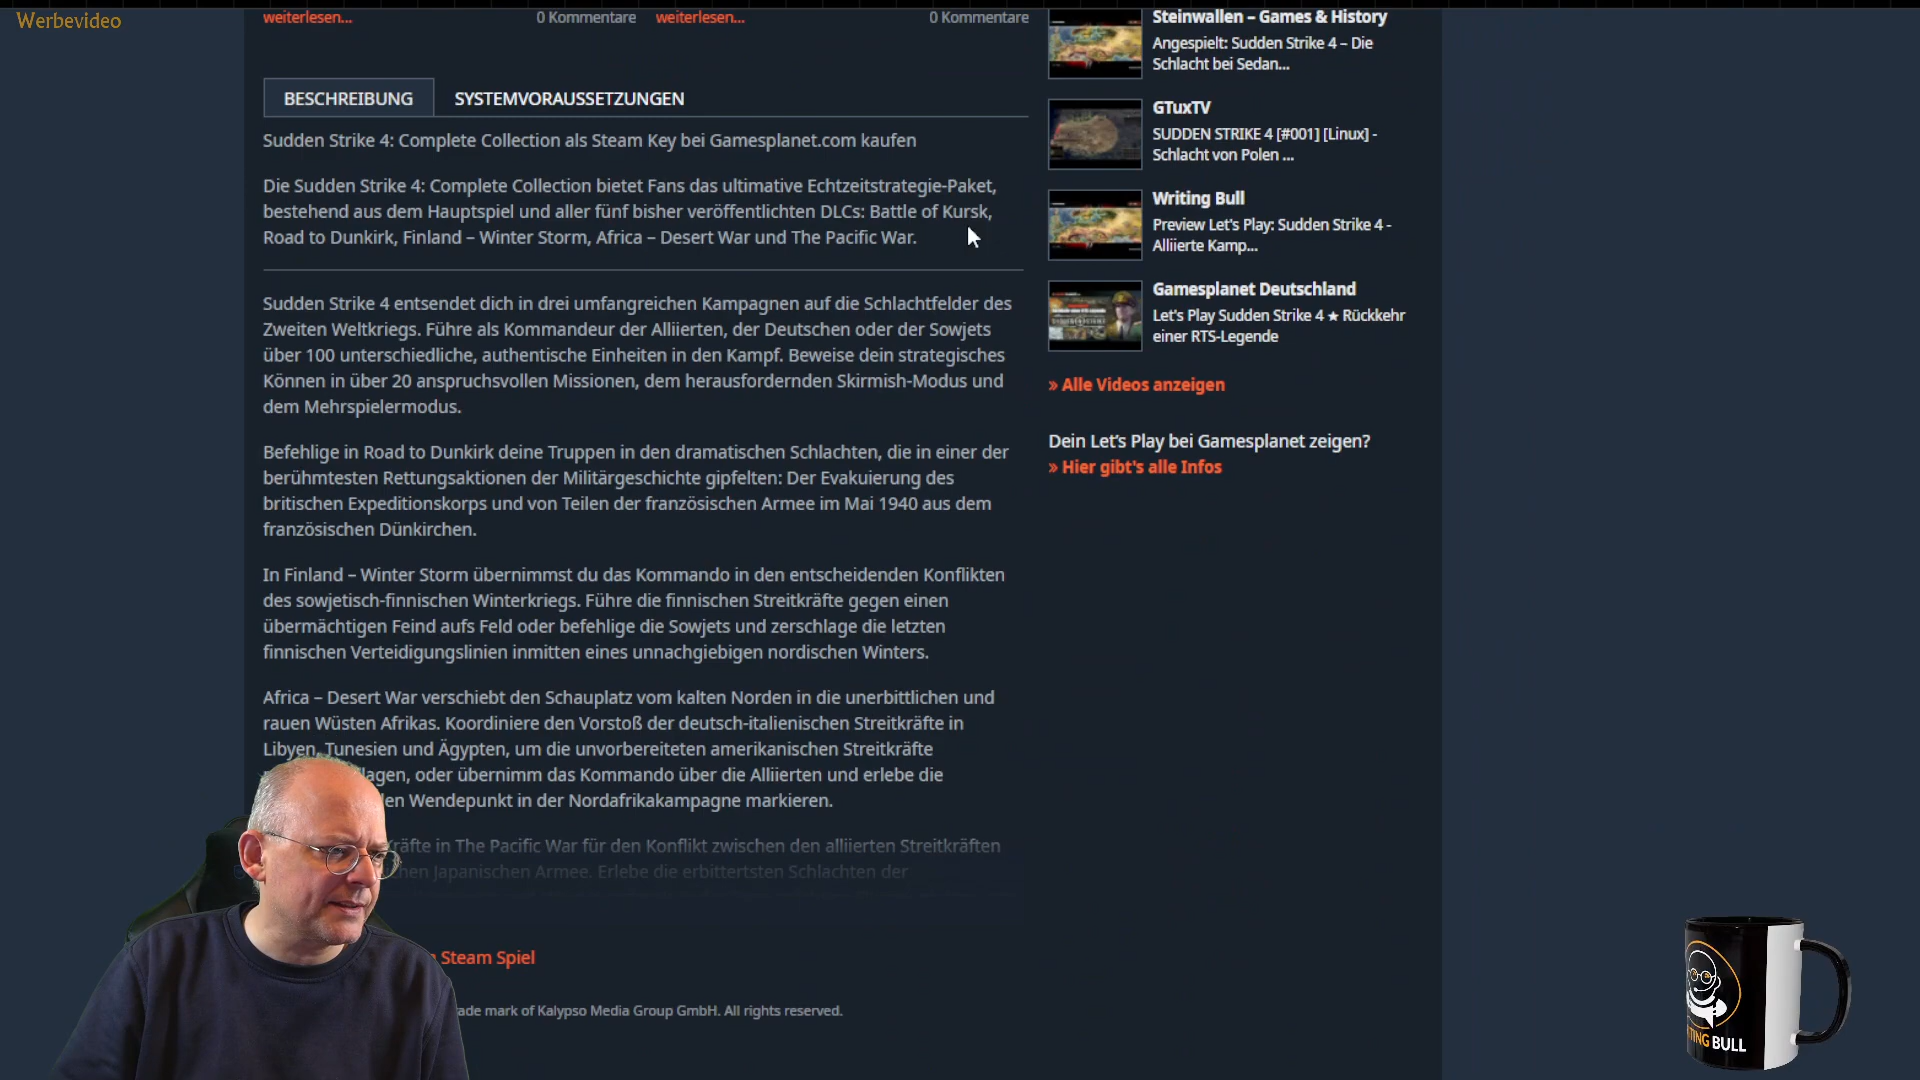 Werbevideo
weiterlesen...
0 Kommentare
weiterlesen...
0 Kommentare
BESCHREIBUNG
SYSTEMVORAUSSETZUNGEN
Sudden Strike 4: Complete Collection als Steam Key bei Gamesplanet.com kaufen
Die Sudden Strike 4: Complete Collection bietet Fans das ultimative Echtzeitstrategie-Paket,
bestehend aus dem Hauptspiel und aller fünf bisher veröffentlichten DLCs: Battle of Kursk,
Road to Dunkirk, Finland – Winter Storm, Africa – Desert War und The Pacific War.
Sudden Strike 4 entsendet dich in drei umfangreichen Kampagnen auf die Schlachtfelder des
Zweiten Weltkriegs. Führe als Kommandeur der Alliierten, der Deutschen oder der Sowjets
über 100 unterschiedliche, authentische Einheiten in den Kampf. Beweise dein strategisches
Können in über 20 anspruchsvollen Missionen, dem herausfordernden Skirmish-Modus und
dem Mehrspielermodus.
Befehlige in Road to Dunkirk deine Truppen in den dramatischen Schlachten, die in einer der
berühmtesten Rettungsaktionen der Militärgeschichte gipfelten: Der Evakuierung des
britischen Expeditionskorps und von Teilen der französischen Armee im Mai 1940 aus dem
französischen Dünkirchen.
In Finland – Winter Storm übernimmst du das Kommando in den entscheidenden Konflikten
des sowjetisch-finnischen Winterkriegs. Führe die finnischen Streitkräfte gegen einen
übermächtigen Feind aufs Feld oder befehlige die Sowjets und zerschlage die letzten
finnischen Verteidigungslinien inmitten eines unnachgiebigen nordischen Winters.
Africa – Desert War verschiebt den Schauplatz vom kalten Norden in die unerbittlichen und
rauen Wüsten Afrikas. Koordiniere den Vorstoß der deutsch-italienischen Streitkräfte in
Libyen, Tunesien und Ägypten, um die unvorbereiteten amerikanischen Streitkräfte
lagen, oder übernimm das Kommando über die Alliierten und erlebe die
len Wendepunkt in der Nordafrikakampagne markieren.
räfte in The Pacific War für den Konflikt zwischen den alliierten Streitkräften
chen Japanischen Armee. Erlebe die erbittertsten Schlachten der
Steam Spiel
rade mark of Kalypso Media Group GmbH. All rights reserved.
Steinwallen – Games & History
Angespielt: Sudden Strike 4 – Die
Schlacht bei Sedan...
GTuxTV
SUDDEN STRIKE 4 [#001] [Linux] -
Schlacht von Polen ...
Writing Bull
Preview Let's Play: Sudden Strike 4 -
Alliierte Kamp...
Gamesplanet Deutschland
Let's Play Sudden Strike 4 ★ Rückkehr
einer RTS-Legende
» Alle Videos anzeigen
Dein Let's Play bei Gamesplanet zeigen?
» Hier gibt's alle Infos
TING BULL